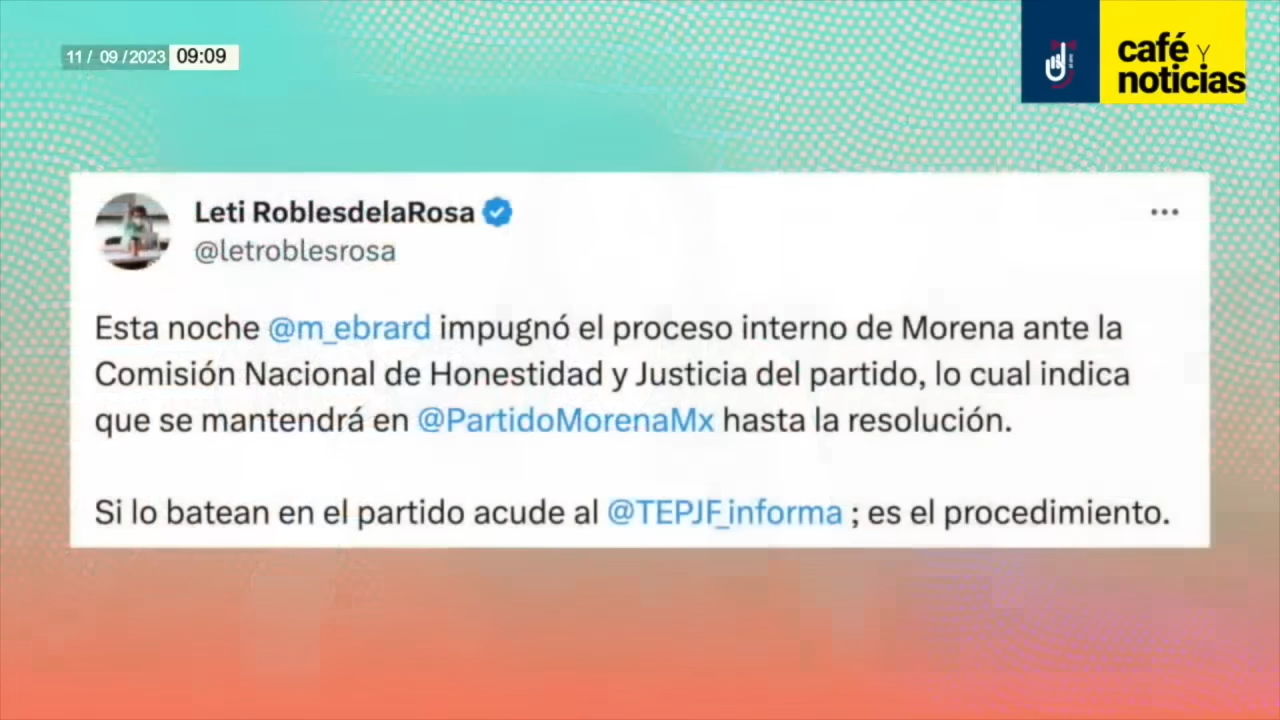 11 / 09 /2023 09:09
café Y
noticias
Leti RoblesdelaRosa
@letroblesrosa
Esta noche @m_ebrard impugnó el proceso interno de Morena ante la
Comisión Nacional de Honestidad y Justicia del partido, lo cual indica
que se mantendrá en @PartidoMorenaMx hasta la resolución.
Si lo batean en el partido acude al @TEPJF_informa ; es el procedimiento.